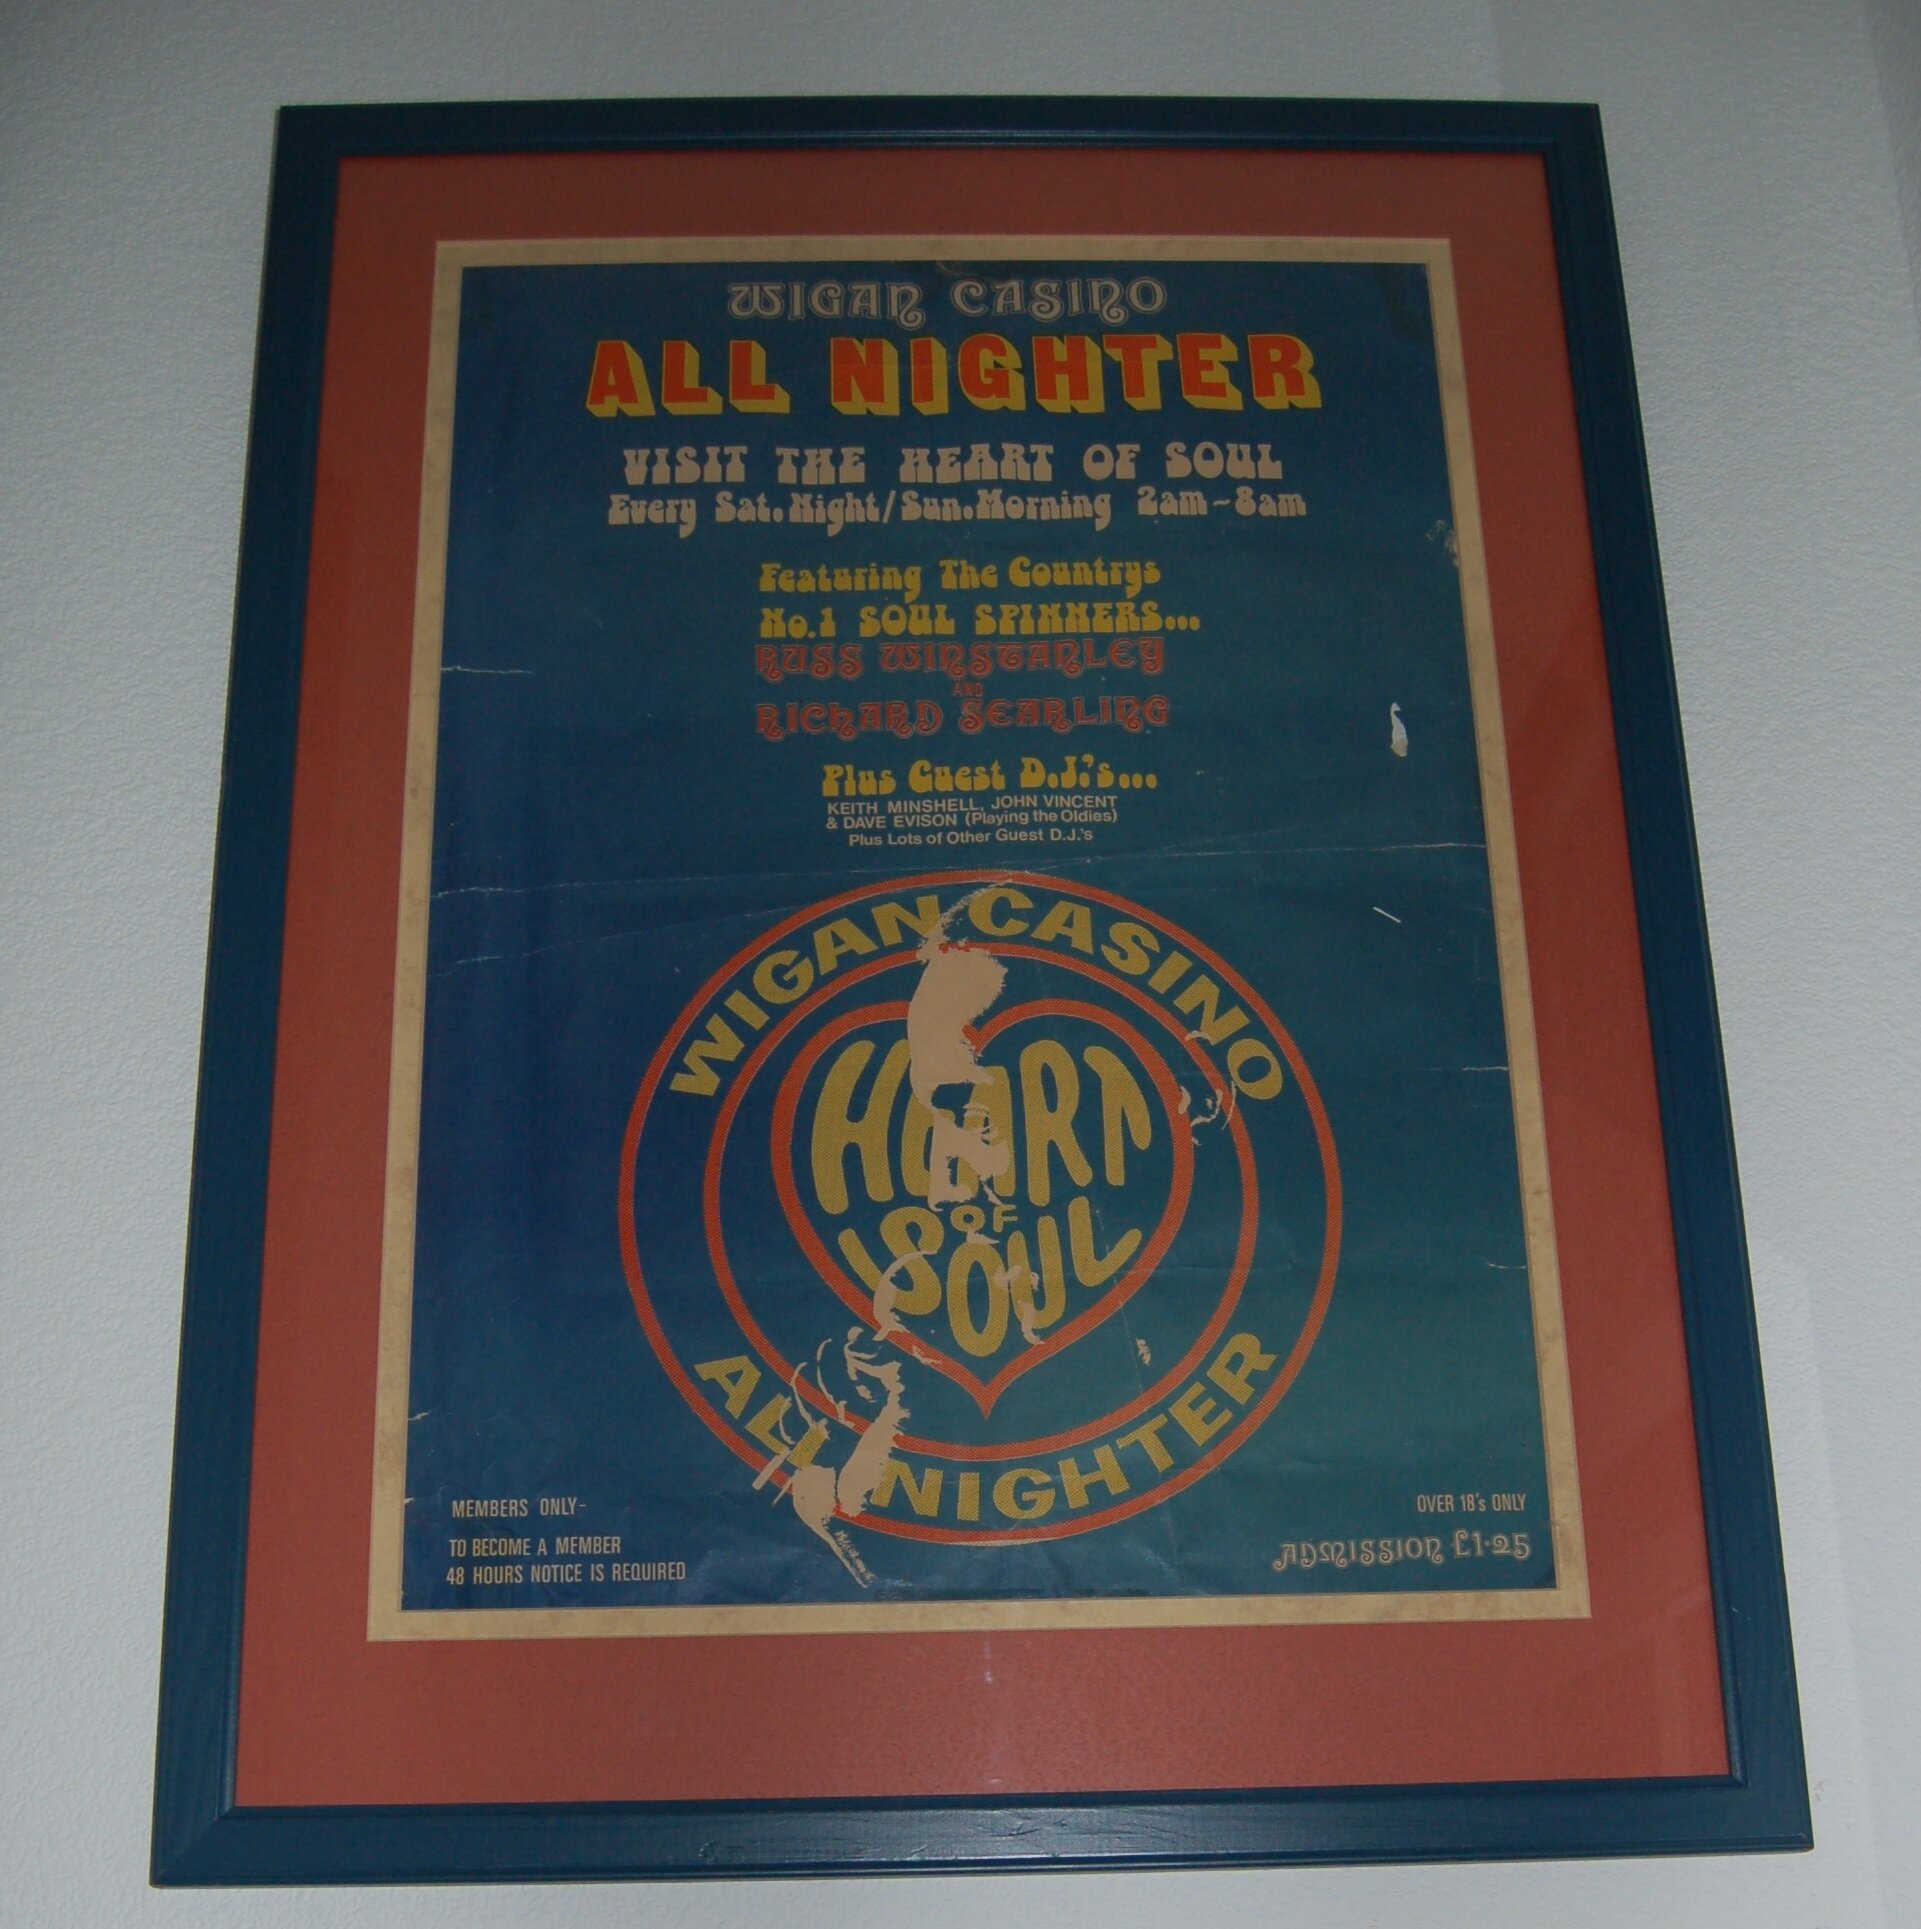 WIGAN CASINO
ALL NIGHTER
VISIT THE HEART OF SOUL
Every Sat. Night/Sun. Morning 2am~8am
Featuring The Countrys
No.1 SOUL SPINNERS...
RUSS WINSTANLEY
AND
RICHARD SEARLING
Plus Guest D.J.'s...
KEITH MINSHELL, JOHN VINCENT
& DAVE EVISON (Playing the Oldies)
Plus Lots of Other Guest D.J.'s
WIGAN CASINO
HEART
OF
SOUL
ALL NIGHTER
MEMBERS ONLY-
TO BECOME A MEMBER
48 HOURS NOTICE IS REQUIRED
OVER 18's ONLY
ADMISSION £1·25